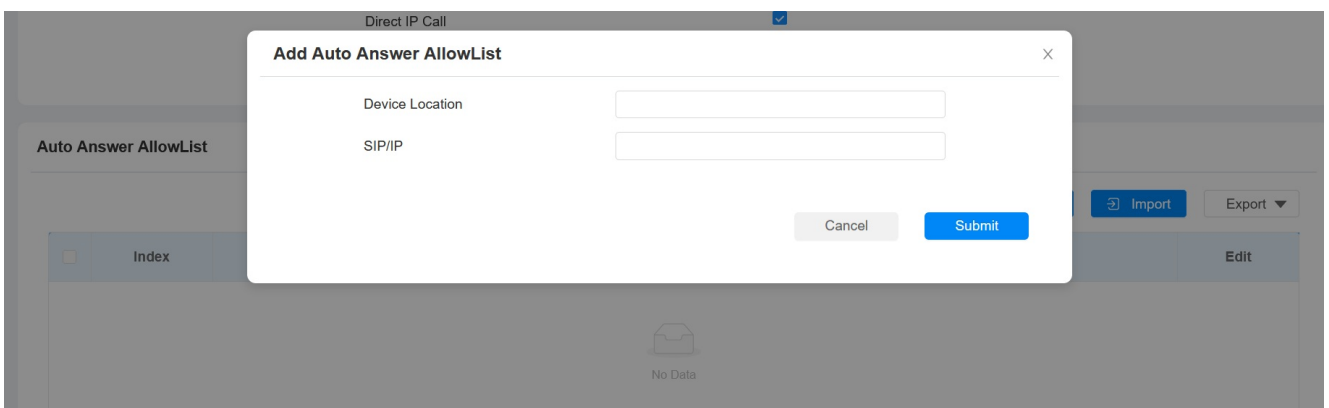 Direct IP Call
Add Auto Answer AllowList
Device Location
SIP/IP
Auto Answer AllowList
Import Export
Cancel Submit
Index Edit
No Data